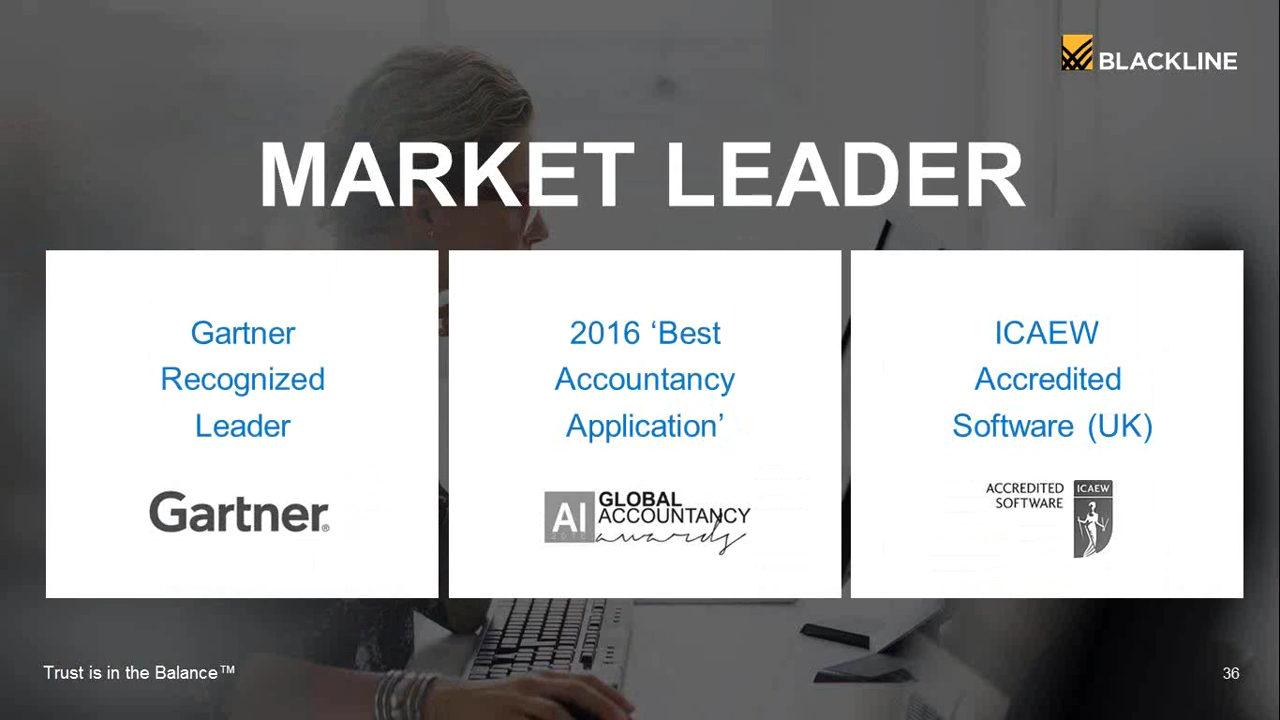 BLACKLINE
MARKET LEADER
Gartner
Recognized
Leader
Gartner®
2016 ‘Best
Accountancy
Application’
AI
GLOBAL
ACCOUNTANCY
awards
ICAEW
Accredited
Software (UK)
ACCREDITED
SOFTWARE
ICAEW
Trust is in the Balance™
36